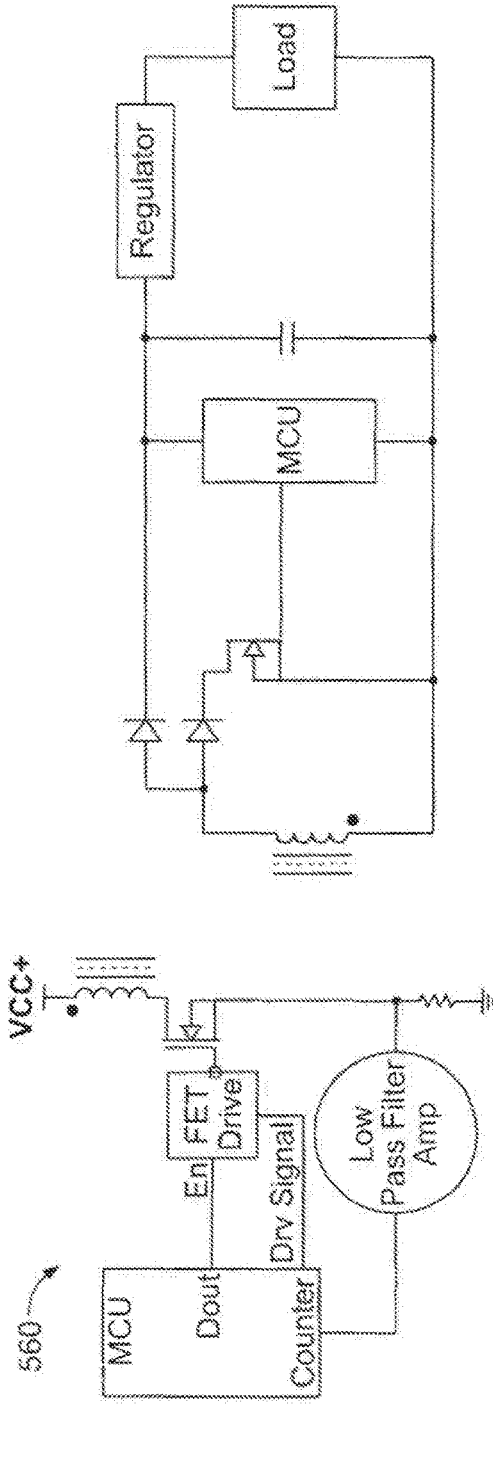 560
MCU
Dout
Counter
En
Drv Signal
FET
Drive
VCC+
Low
Pass Filter
Amp
MCU
Regulator
Load